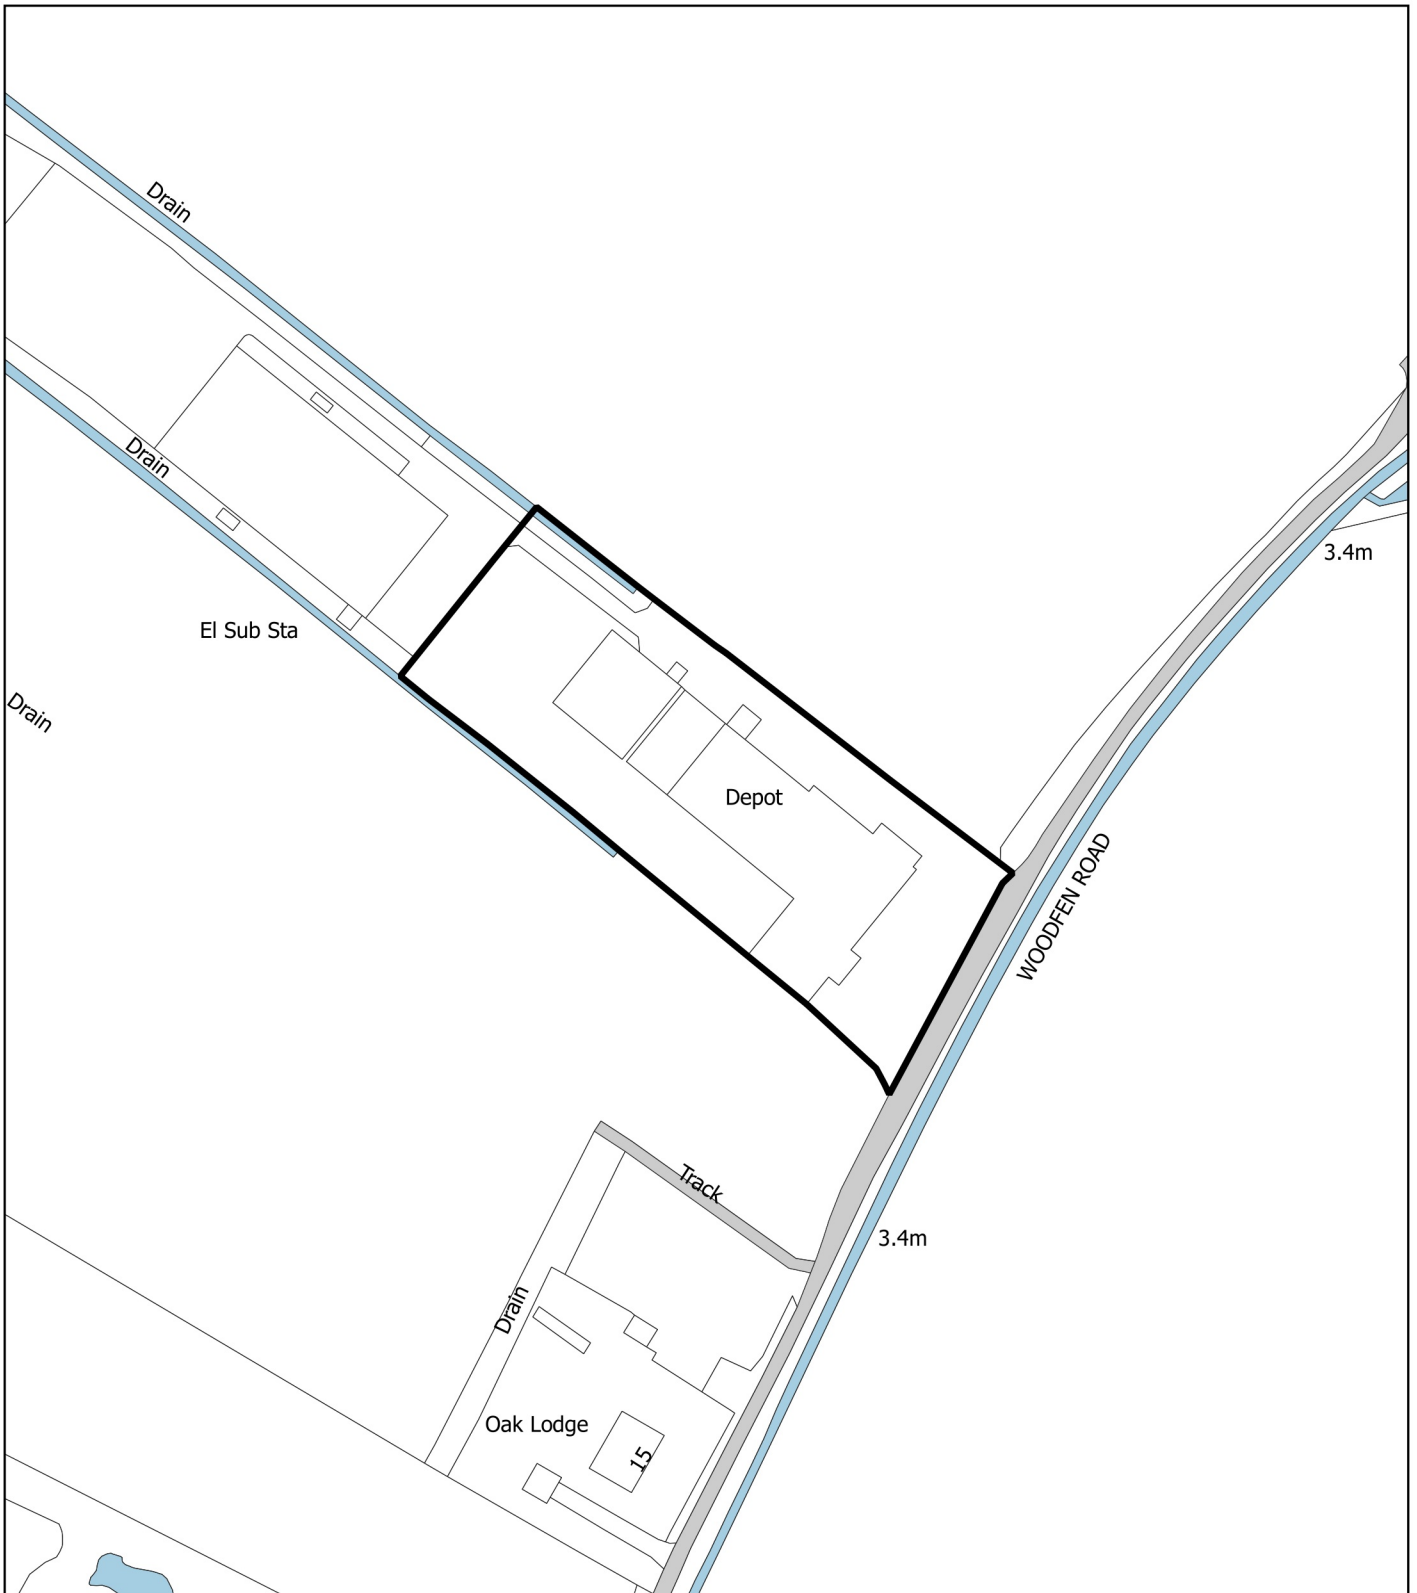 Drain
Drain
3.4m
El Sub Sta
Drain
Depot
WOODFEN ROAD
Track
3.4m
Drain
Oak Lodge
15